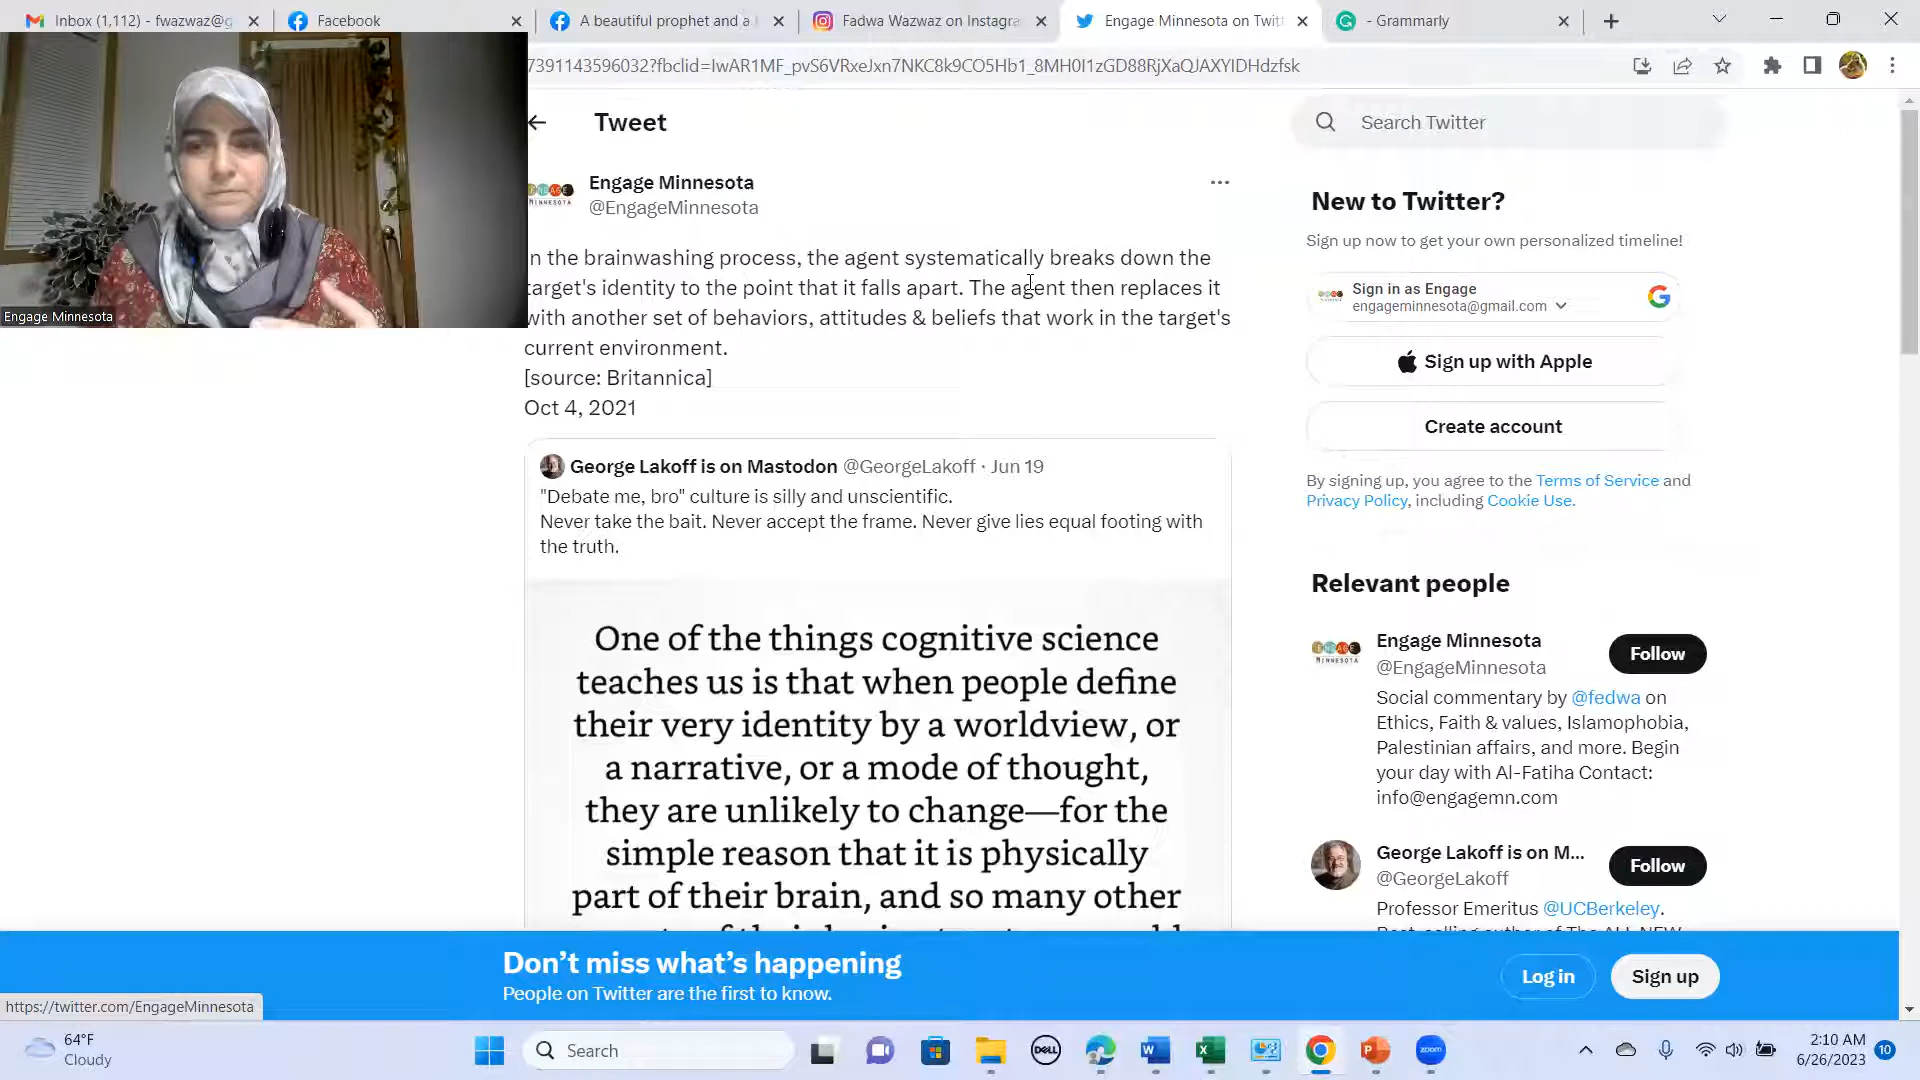 Inbox (1,112) - fwazwaz@g
Facebook
A beautiful prophet and a
Fadwa Wazwaz on Instagra
Engage Minnesota on Twit
- Grammarly
7391143596032?fbclid=IwAR1MF_pvS6VRxeJxn7NKC8k9CO5Hb1_8MH0I1zGD88RjXaQJAXYIDHdzfsk
Tweet
Search Twitter
Engage Minnesota
@EngageMinnesota
n the brainwashing process, the agent systematically breaks down the
target's identity to the point that it falls apart. The agent then replaces it
with another set of behaviors, attitudes & beliefs that work in the target's
current environment.
[source: Britannica]
Oct 4, 2021
Engage Minnesota
George Lakoff is on Mastodon @GeorgeLakoff · Jun 19
"Debate me, bro" culture is silly and unscientific.
Never take the bait. Never accept the frame. Never give lies equal footing with
the truth.
One of the things cognitive science
teaches us is that when people define
their very identity by a worldview, or
a narrative, or a mode of thought,
they are unlikely to change—for the
simple reason that it is physically
part of their brain, and so many other
New to Twitter?
Sign up now to get your own personalized timeline!
Sign in as Engage
engageminnesota@gmail.com
Sign up with Apple
Create account
By signing up, you agree to the Terms of Service and
Privacy Policy, including Cookie Use.
Relevant people
Engage Minnesota
@EngageMinnesota
Follow
Social commentary by @fedwa on
Ethics, Faith & values, Islamophobia,
Palestinian affairs, and more. Begin
your day with Al-Fatiha Contact:
info@engagemn.com
George Lakoff is on M...
@GeorgeLakoff
Follow
Professor Emeritus @UCBerkeley.
Don't miss what's happening
People on Twitter are the first to know.
Log in
Sign up
https://twitter.com/EngageMinnesota
64°F
Cloudy
Search
DELL
zoom
2:10 AM
6/26/2023
10